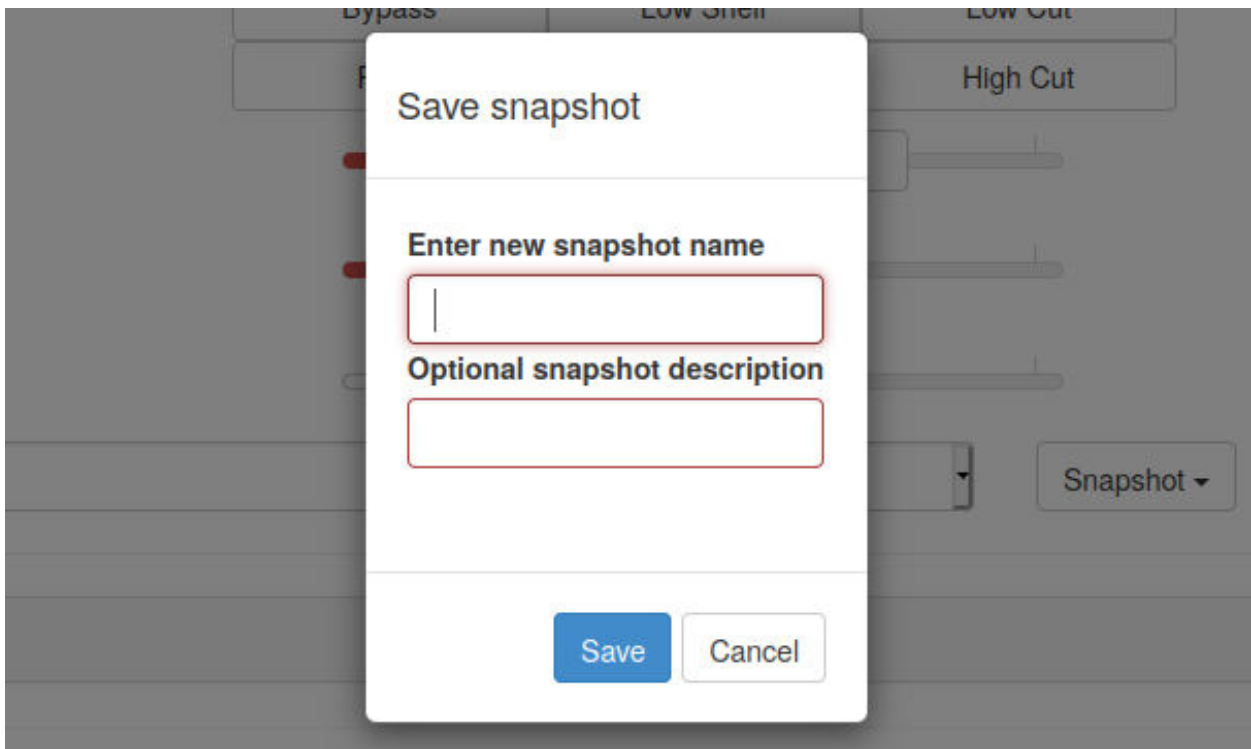 Bypass Low Shelf Low Cut
High Cut
Save snapshot
Enter new snapshot name
Optional snapshot description
Snapshot
Save Cancel